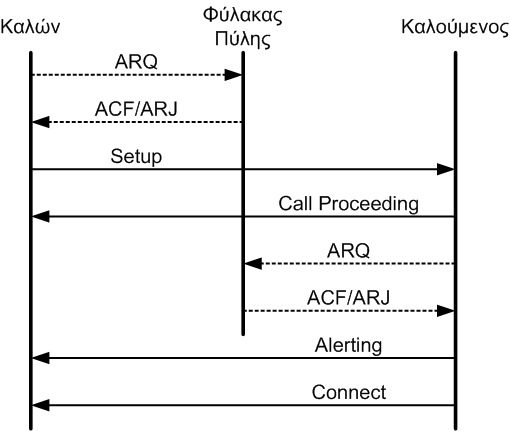 Καλών
Φύλακας
Πύλης
Καλούμενος
ARQ
ACF/ARJ
Setup
Call Proceeding
ARQ
ACF/ARJ
Alerting
Connect